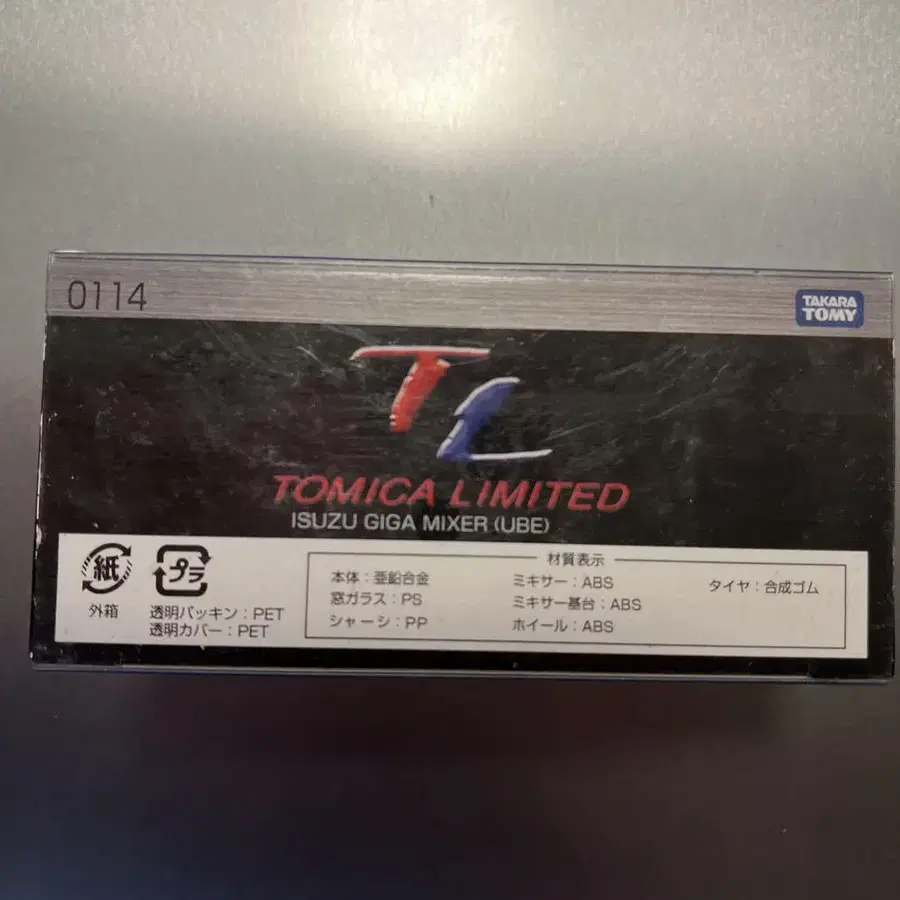 0114
TAKARA
TOMY
TL
TOMICA LIMITED
ISUZU GIGA MIXER (UBE)
紙
外箱
プラ
透明パッキン：PET
透明カバー：PET
材質表示
本体：亜鉛合金
窓ガラス：PS
シャーシ：PP
ミキサー：ABS
ミキサー基台：ABS
ホイール：ABS
タイヤ：合成ゴム